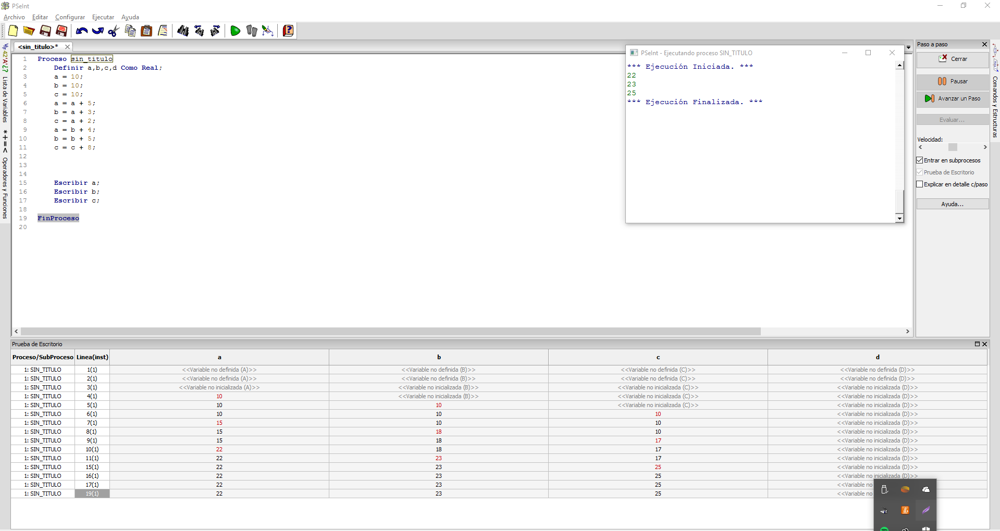 PSeInt
Archivo Editar Configurar Ejecutar Ayuda
<sin_titulo>*
Lista de Variables
Operadores y Funciones
1 Proceso sin_titulo
2 Definir a,b,c,d Como Real;
3 a = 10;
4 b = 10;
5 c = 10;
6 a = a + 5;
7 b = a + 3;
8 c = a + 2;
9 a = b + 4;
10 b = b + 5;
11 c = c + 8;
12
13
14
15 Escribir a;
16 Escribir b;
17 Escribir c;
18
19 FinProceso
20
PSeInt - Ejecutando proceso SIN_TITULO
*** Ejecución Iniciada. ***
22
23
25
*** Ejecución Finalizada. ***
Paso a paso
Cerrar
Pausar
Avanzar un Paso
Evaluar...
Velocidad:
Entrar en subprocesos
Prueba de Escritorio
Explicar en detalle c/paso
Ayuda...
Comandos y Estructuras
Prueba de Escritorio
Proceso/SubProceso Linea(inst) a b c d
1: SIN_TITULO 1(1) <<Variable no definida (A)>> <<Variable no definida (B)>> <<Variable no definida (C)>> <<Variable no definida (D)>>
1: SIN_TITULO 2(1) <<Variable no definida (A)>> <<Variable no definida (B)>> <<Variable no definida (C)>> <<Variable no definida (D)>>
1: SIN_TITULO 3(1) <<Variable no inicializada (A)>> <<Variable no inicializada (B)>> <<Variable no inicializada (C)>> <<Variable no inicializada (D)>>
1: SIN_TITULO 4(1) 10 <<Variable no inicializada (B)>> <<Variable no inicializada (C)>> <<Variable no inicializada (D)>>
1: SIN_TITULO 5(1) 10 10 <<Variable no inicializada (C)>> <<Variable no inicializada (D)>>
1: SIN_TITULO 6(1) 10 10 10 <<Variable no inicializada (D)>>
1: SIN_TITULO 7(1) 15 10 10 <<Variable no inicializada (D)>>
1: SIN_TITULO 8(1) 15 18 10 <<Variable no inicializada (D)>>
1: SIN_TITULO 9(1) 15 18 17 <<Variable no inicializada (D)>>
1: SIN_TITULO 10(1) 22 18 17 <<Variable no inicializada (D)>>
1: SIN_TITULO 11(1) 22 23 17 <<Variable no inicializada (D)>>
1: SIN_TITULO 15(1) 22 23 25 <<Variable no inicializada (D)>>
1: SIN_TITULO 16(1) 22 23 25 <<Variable no inicializada (D)>>
1: SIN_TITULO 17(1) 22 23 25 <<Variable no
1: SIN_TITULO 19(1) 22 23 25 <<Variable no